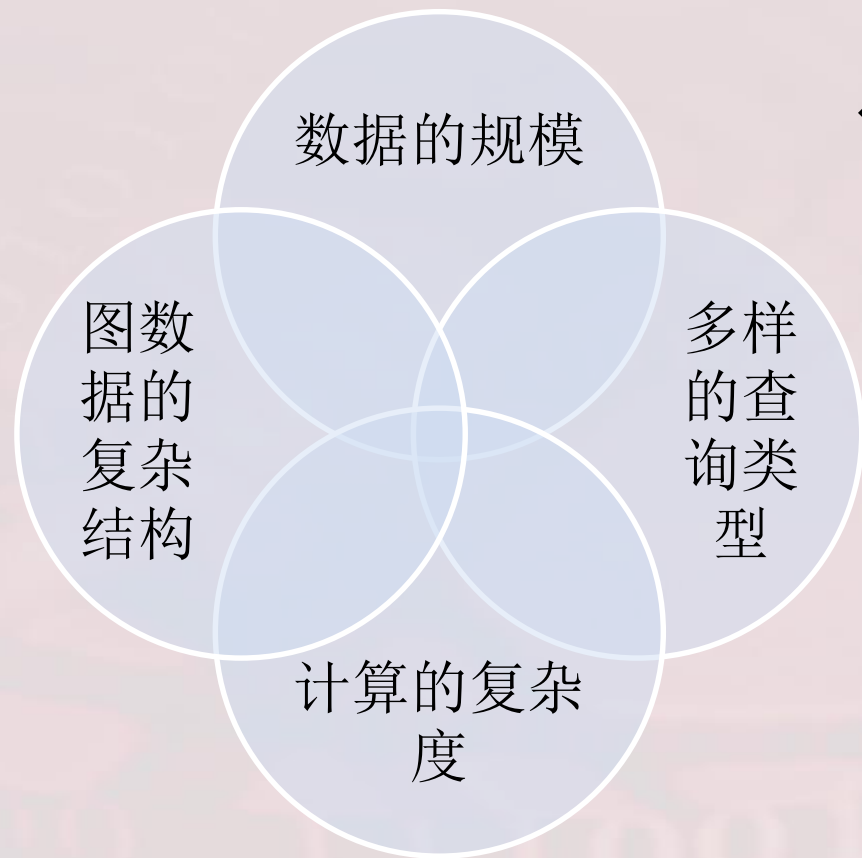 数据的规模
图数
据的
复杂
结构
多样
的查
询类
型
计算的复杂
度